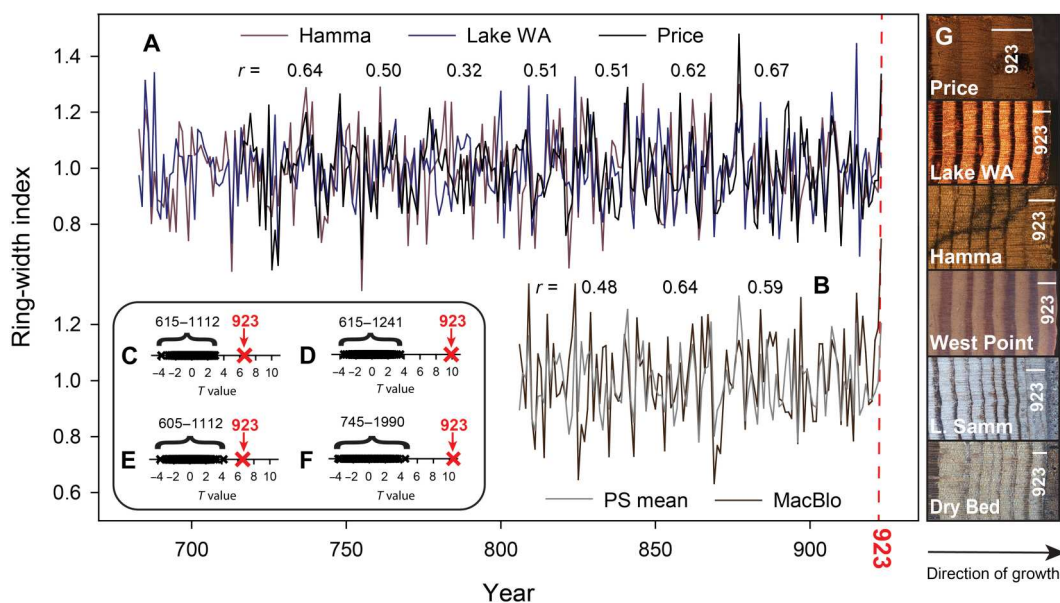 A
Hamma Lake WA Price
r = 0.64 0.50 0.32 0.51 0.51 0.62 0.67
1.4
1.2
1.0
0.8
Ring-width index
B
r = 0.48 0.64 0.59
1.2
1.0
0.8
0.6
PS mean MacBlo
C
615–1112
923
−4 −2 0 2 4 6 8 10
T value
D
615–1241
923
−4 −2 0 2 4 6 8 10
T value
E
605–1112
923
−4 −2 0 2 4 6 8 10
T value
F
745–1990
923
−4 −2 0 2 4 6 8 10
T value
700 750 800 850 900
923
Year
G
923
Price
923
Lake WA
923
Hamma
923
West Point
923
L. Samm
923
Dry Bed
Direction of growth